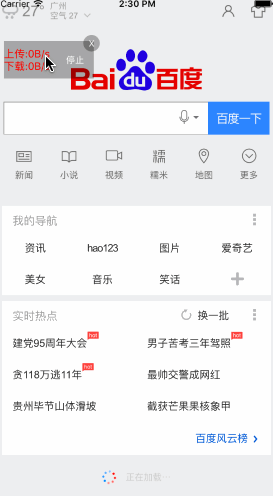 Carrier 2:30 PM
27° 广州
空气 27
上传:0B/s
下载:0B/s
停止
X
Bai du 百度
百度一下
新闻 小说 视频 糯米 地图 更多
我的导航
资讯 hao123 图片 爱奇艺
美女 音乐 笑话
实时热点 换一批
建党95周年大会 hot 男子苦考三年驾照 hot
贪118万逃11年 hot 最帅交警成网红
贵州毕节山体滑坡 截获芒果果核象甲
百度风云榜
正在加载…